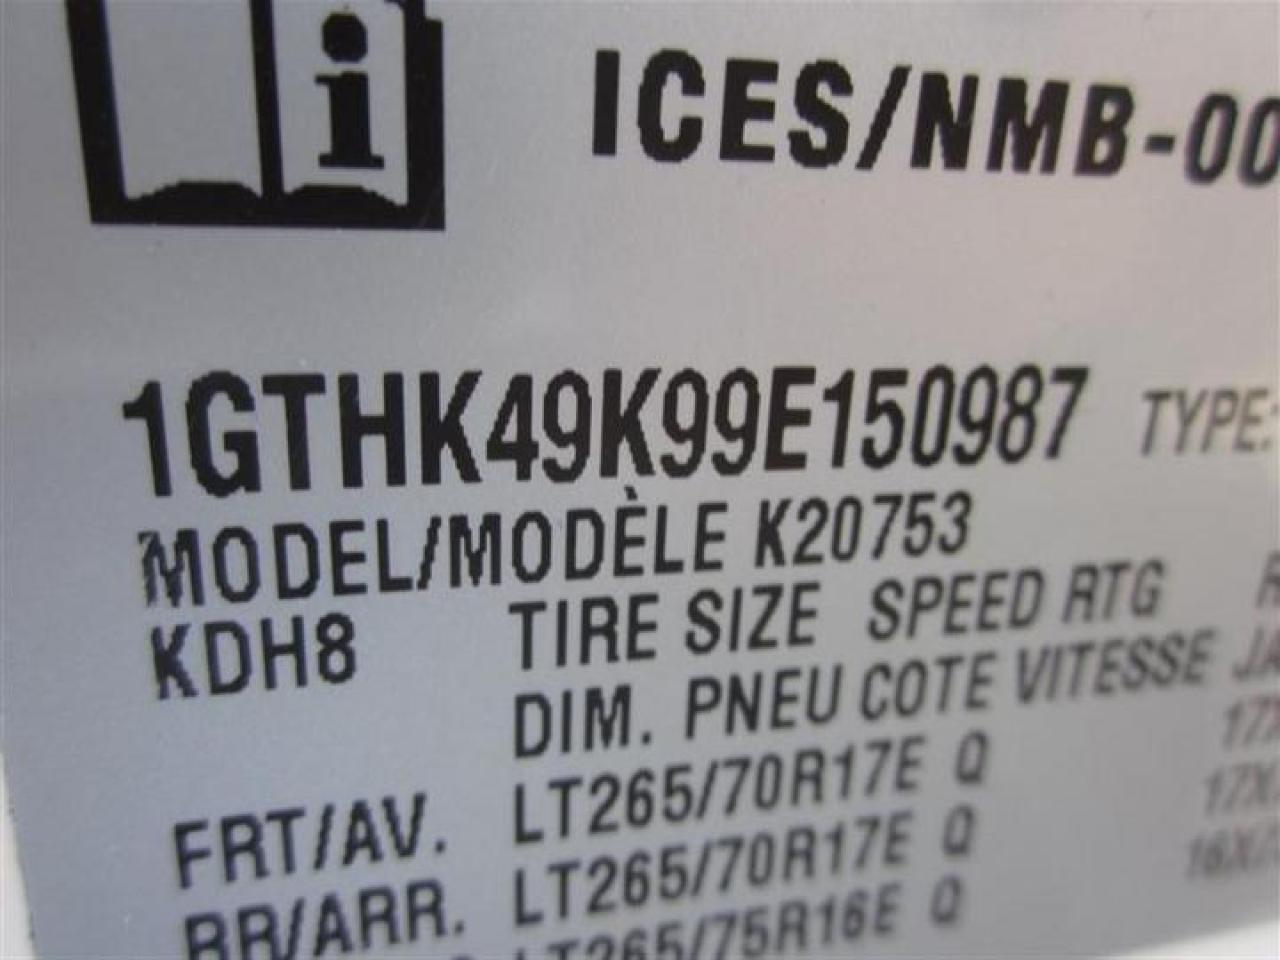 i
ICES/NMB-00
1GTHK49K99E150987 TYPE:
MODEL/MODÈLE K20753
KDH8 TIRE SIZE SPEED RTG
DIM. PNEU COTE VITESSE
FRT/AV. LT265/70R17E Q
RR/ARR. LT265/70R17E Q
LT265/75R16E Q